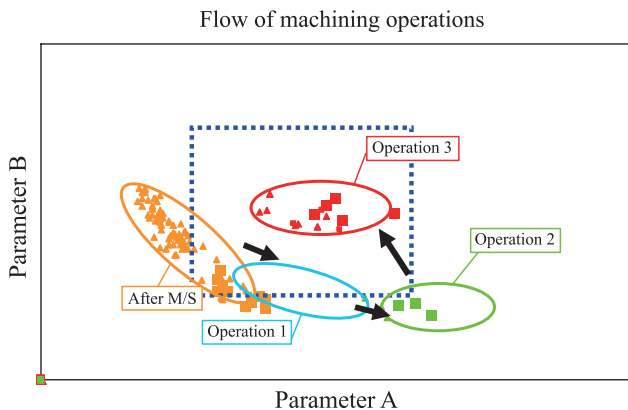 Flow of machining operations
Parameter B
Operation 3
Operation 2
After M/S
Operation 1
Parameter A